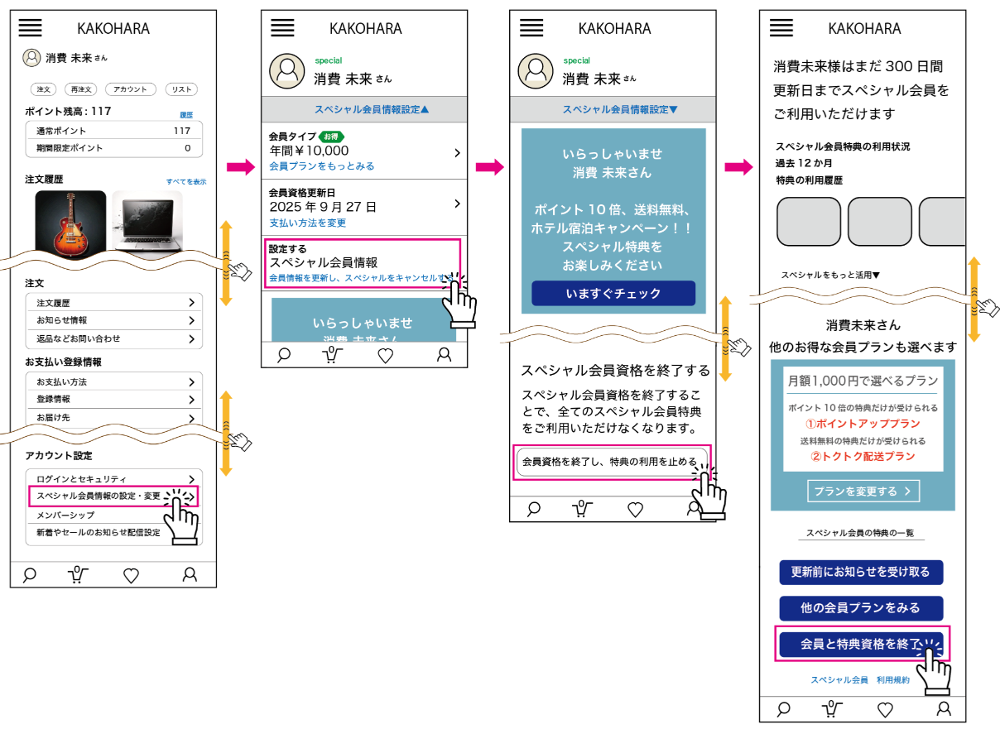 KAKOHARA
消費 未来 さん
注文
再注文
アカウント
リスト
ポイント残高：117
履歴
通常ポイント 117
期間限定ポイント 0
注文履歴
すべてを表示
注文
注文履歴
お知らせ情報
返品などお問い合わせ
お支払い登録情報
お支払い方法
登録情報
お届け先
アカウント設定
ログインとセキュリティ
スペシャル会員情報の設定・変更
メンバーシップ
新着やセールのお知らせ配信設定
0
KAKOHARA
special
消費 未来 さん
スペシャル会員情報設定▲
会員タイプ お得
年間￥10,000
会員プランをもっとみる
会員資格更新日
2025 年 9 月 27 日
支払い方法を変更
設定する
スペシャル会員情報
会員情報を更新し、スペシャルをキャンセルする
いらっしゃいませ
消費 未来さん
0
KAKOHARA
special
消費 未来 さん
スペシャル会員情報設定▼
いらっしゃいませ
消費 未来さん
ポイント 10 倍、送料無料、
ホテル宿泊キャンペーン！！
スペシャル特典を
お楽しみください
いますぐチェック
スペシャル会員資格を終了する
スペシャル会員資格を終了するこ
とで、全てのスペシャル会員特典
をご利用いただけなくなります。
会員資格を終了し、特典の利用を止める
0
KAKOHARA
消費未来様はまだ 300 日間
更新日までスペシャル会員を
ご利用いただけます
スペシャル会員特典の利用状況
過去 12 か月
特典の利用履歴
スペシャルをもっと活用▼
消費未来さん
他のお得な会員プランも選べます
月額1,000円で選べるプラン
ポイント 10 倍の特典だけが受けられる
①ポイントアッププラン
送料無料の特典だけが受けられる
②トクトク配送プラン
プランを変更する
スペシャル会員の特典の一覧
更新前にお知らせを受け取る
他の会員プランをみる
会員と特典資格を終了
スペシャル会員 利用規約
0